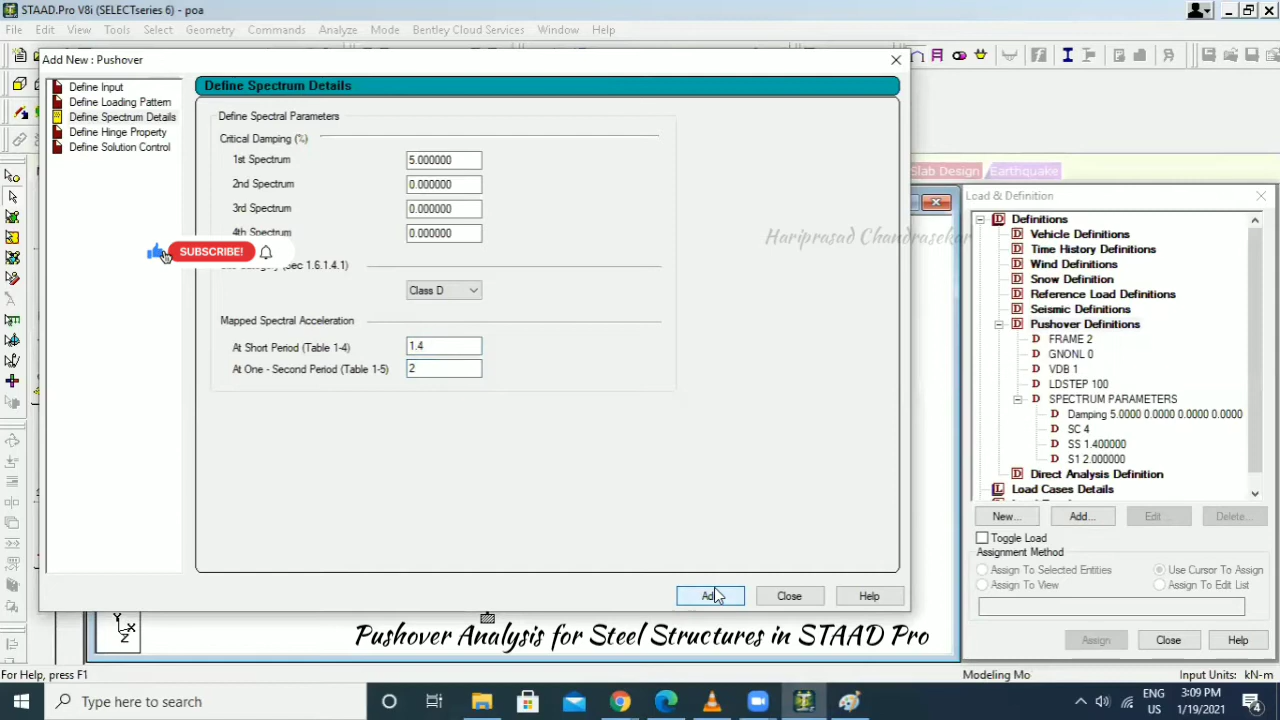 STAAD.Pro V8i (SELECTseries 6) - poa
File Edit View Tools Select Geometry Commands Analyze Mode Bentley Cloud Services Window Help
Add New : Pushover
Define Input
Define Loading Pattern
Define Spectrum Details
Define Hinge Property
Define Solution Control
Define Spectrum Details
Define Spectral Parameters
Critical Damping (%)
1st Spectrum 5.000000
2nd Spectrum 0.000000
3rd Spectrum 0.000000
4th Spectrum 0.000000
SUBSCRIBE!
(Sec 1.6.1.4.1)
Class D
Mapped Spectral Acceleration
At Short Period (Table 1-4) 1.4
At One - Second Period (Table 1-5) 2
Close Help
Hariprasad Chandrasekar
Slab Design Earthquake
Load & Definition
Definitions
Vehicle Definitions
Time History Definitions
Wind Definitions
Snow Definition
Reference Load Definitions
Seismic Definitions
Pushover Definitions
FRAME 2
GNONL 0
VDB 1
LDSTEP 100
SPECTRUM PARAMETERS
Damping 5.0000 0.0000 0.0000 0.0000
SC 4
SS 1.400000
S1 2.000000
Direct Analysis Definition
Load Cases Details
New... Add... Edit... Delete...
Toggle Load
Assignment Method
Assign To Selected Entities Use Cursor To Assign
Assign To View Assign To Edit List
Assign Close Help
Y
X
Z
Pushover Analysis for Steel Structures in STAAD Pro
For Help, press F1 Modeling Mo Input Units: kN-m
Type here to search
ENG
US
3:09 PM
1/19/2021
4